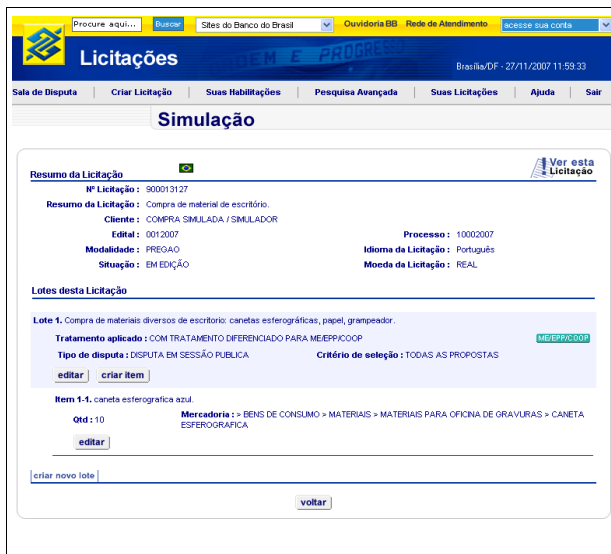 Procure aqui... Buscar Sites do Banco do Brasil Ouvidoria BB Rede de Atendimento acesse sua conta
Licitações
ORDEM E PROGRESSO
Brasília/DF - 27/11/2007 11:59:33
Sala de Disputa | Criar Licitação | Suas Habilitações | Pesquisa Avançada | Suas Licitações | Ajuda | Sair
Simulação
Resumo da Licitação
Ver esta
Licitação
Nº Licitação : 900013127
Resumo da Licitação : Compra de material de escritório.
Cliente : COMPRA SIMULADA / SIMULADOR
Edital : 0012007 Processo : 10002007
Modalidade : PREGAO Idioma da Licitação : Português
Situação : EM EDIÇÃO Moeda da Licitação : REAL
Lotes desta Licitação
Lote 1. Compra de materiais diversos de escritorio: canetas esferográficas, papel, grampeador.
Tratamento aplicado : COM TRATAMENTO DIFERENCIADO PARA ME/EPP/COOP ME/EPP/COOP
Tipo de disputa : DISPUTA EM SESSÃO PUBLICA Critério de seleção : TODAS AS PROPOSTAS
editar criar item
Item 1-1. caneta esferografica azul.
Qtd : 10 Mercadoria : > BENS DE CONSUMO > MATERIAIS > MATERIAIS PARA OFICINA DE GRAVURAS > CANETA
ESFEROGRAFICA
editar
criar novo lote
voltar